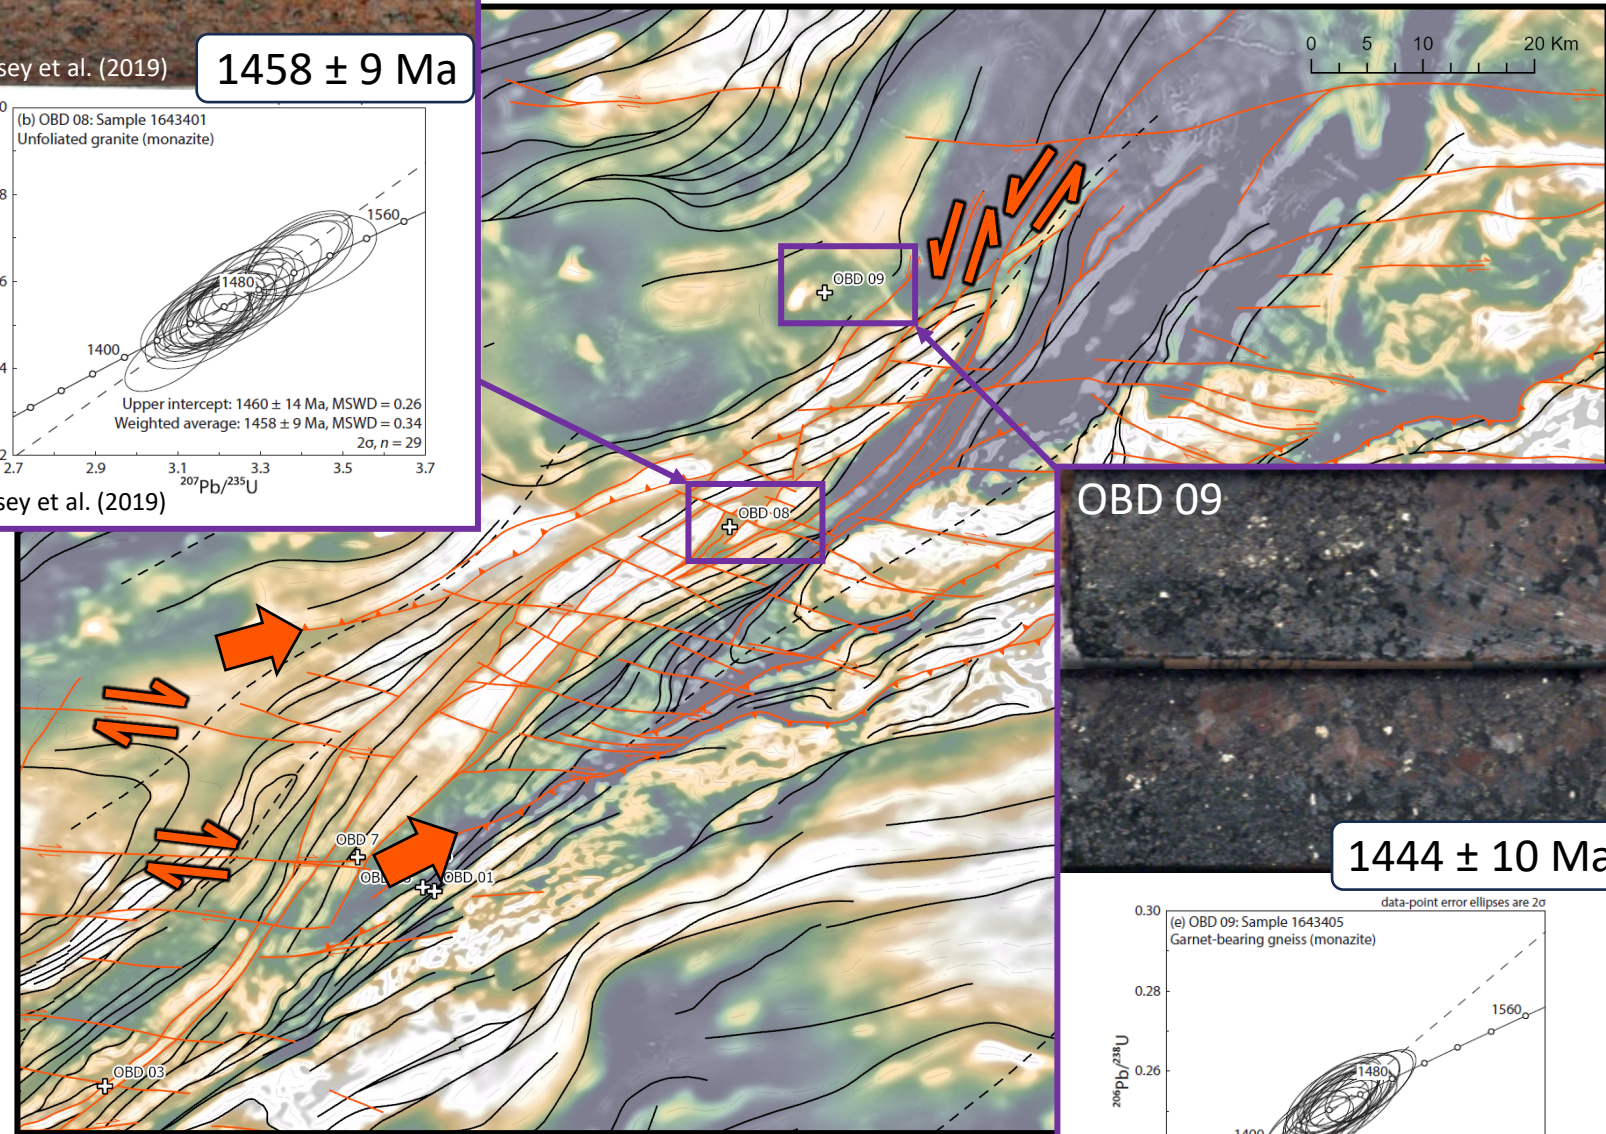 sey et al. (2019)
1458 ± 9 Ma
(b) OBD 08: Sample 1643401
Unfoliated granite (monazite)
0
8
6
4
2
1560
1480
1400
Upper intercept: 1460 ± 14 Ma, MSWD = 0.26
Weighted average: 1458 ± 9 Ma, MSWD = 0.34
2σ, n = 29
2.7 2.9 3.1 3.3 3.5 3.7
207Pb/235U
sey et al. (2019)
0 5 10 20 Km
OBD 09
OBD 08
OBD 7
OBD 01
OBD 03
OBD 09
1444 ± 10 Ma
data-point error ellipses are 2σ
(e) OBD 09: Sample 1643405
Garnet-bearing gneiss (monazite)
0.30
0.28
0.26
206Pb/238U
1560
1480
1400